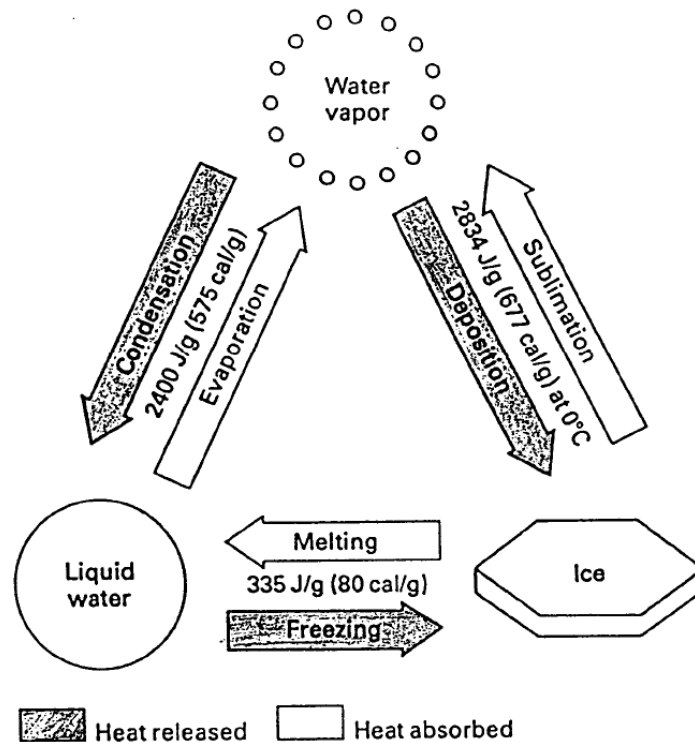 Water
vapor
Condensation
2400 J/g (575 cal/g)
Evaporation
Deposition
2834 J/g (677 cal/g) at 0°C
Sublimation
Melting
335 J/g (80 cal/g)
Freezing
Liquid
water
Ice
Heat released
Heat absorbed